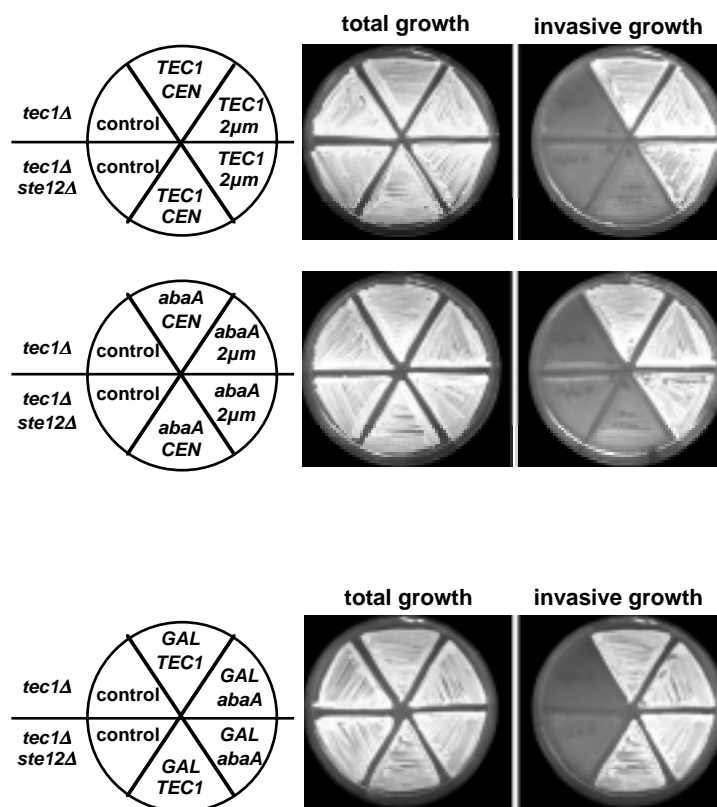 total growth
invasive growth
TEC1
CEN
TEC1
2µm
control
tec1Δ
tec1Δ
ste12Δ
control
TEC1
2µm
TEC1
CEN
abaA
CEN
abaA
2µm
control
tec1Δ
tec1Δ
ste12Δ
control
abaA
2µm
abaA
CEN
total growth
invasive growth
GAL
TEC1
GAL
abaA
control
tec1Δ
tec1Δ
ste12Δ
control
GAL
abaA
GAL
TEC1